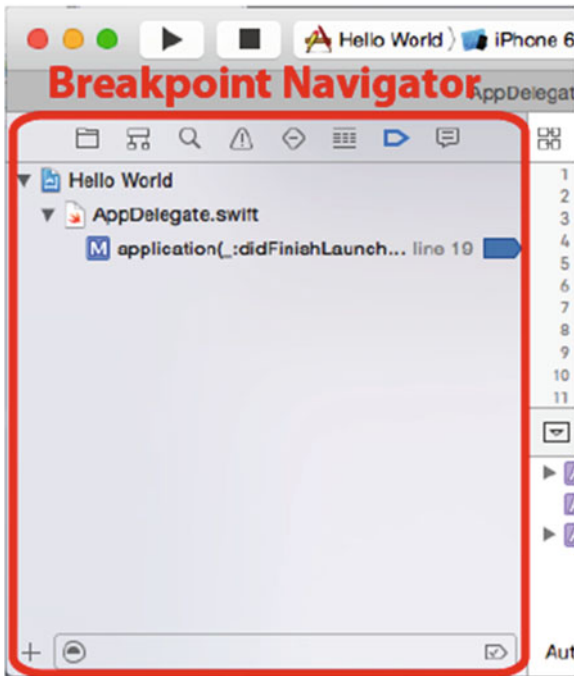 Hello World iPhone 6
Breakpoint Navigator
AppDelegat
Hello World
AppDelegate.swift
M application(_:didFinishLaunch... line 19
1
2
3
4
5
6
7
8
9
10
11
Aut